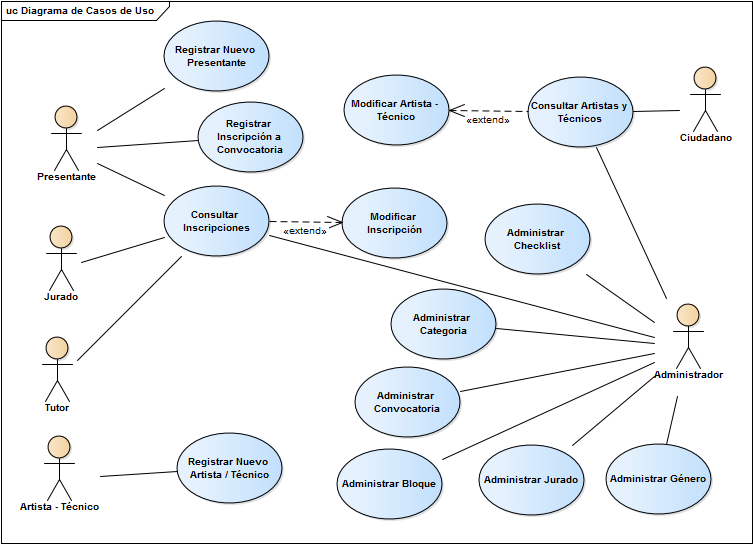 uc Diagrama de Casos de Uso
Registrar Nuevo
Presentante
Modificar Artista -
Técnico
«extend»
Consultar Artistas y
Técnicos
Ciudadano
Registrar
Inscripción a
Convocatoria
Presentante
Consultar
Inscripciones
«extend»
Modificar
Inscripción
Administrar
Checklist
Jurado
Administrar
Categoria
Administrador
Tutor
Administrar
Convocatoria
Registrar Nuevo
Artista / Técnico
Artista - Técnico
Administrar Bloque
Administrar Jurado
Administrar Género